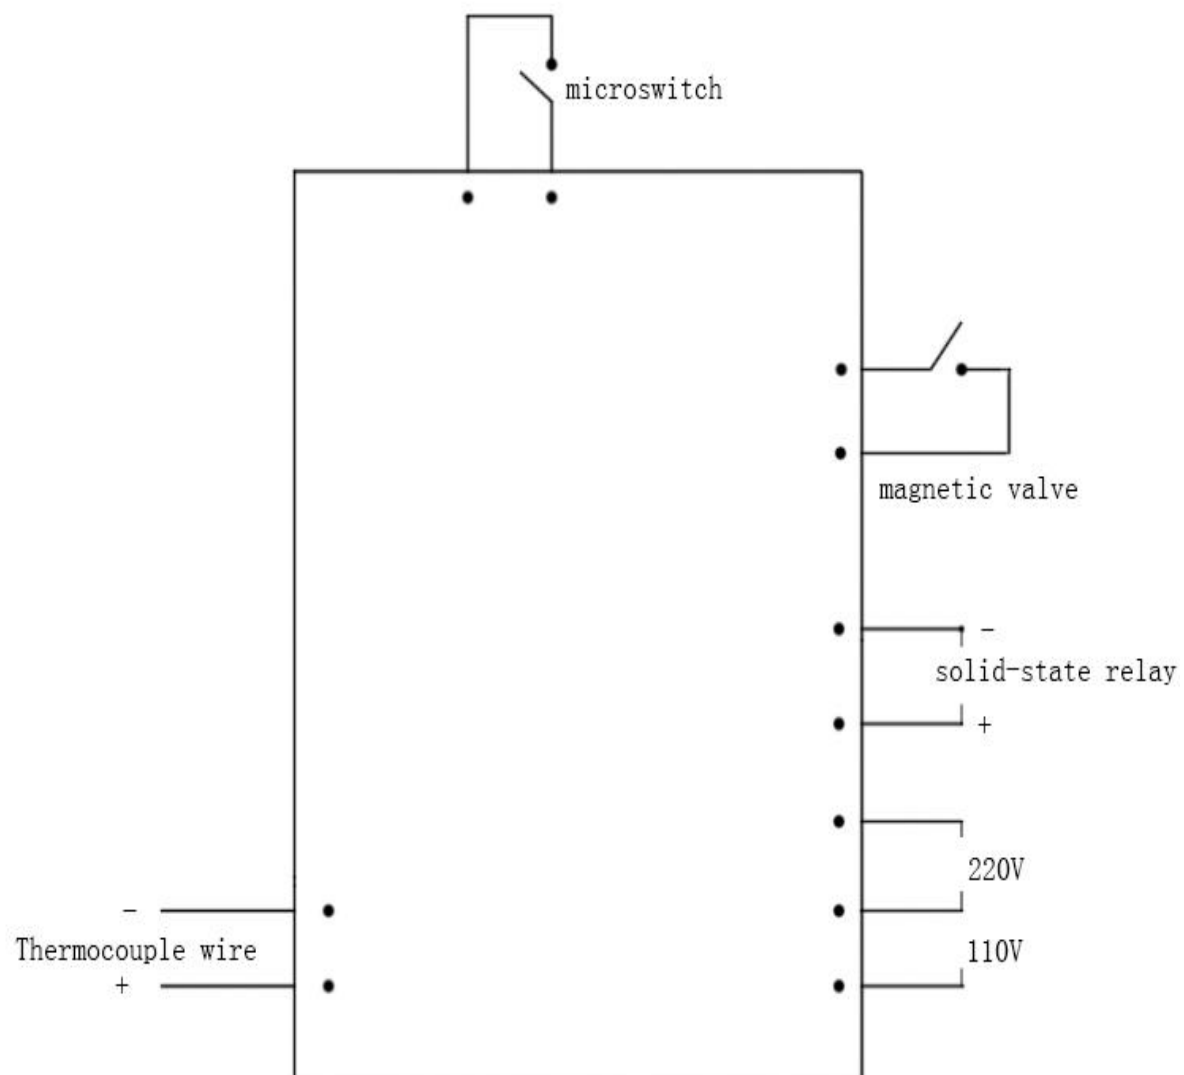 microswitch
magnetic valve
-
solid-state relay
+
220V
-
Thermocouple wire
110V
+